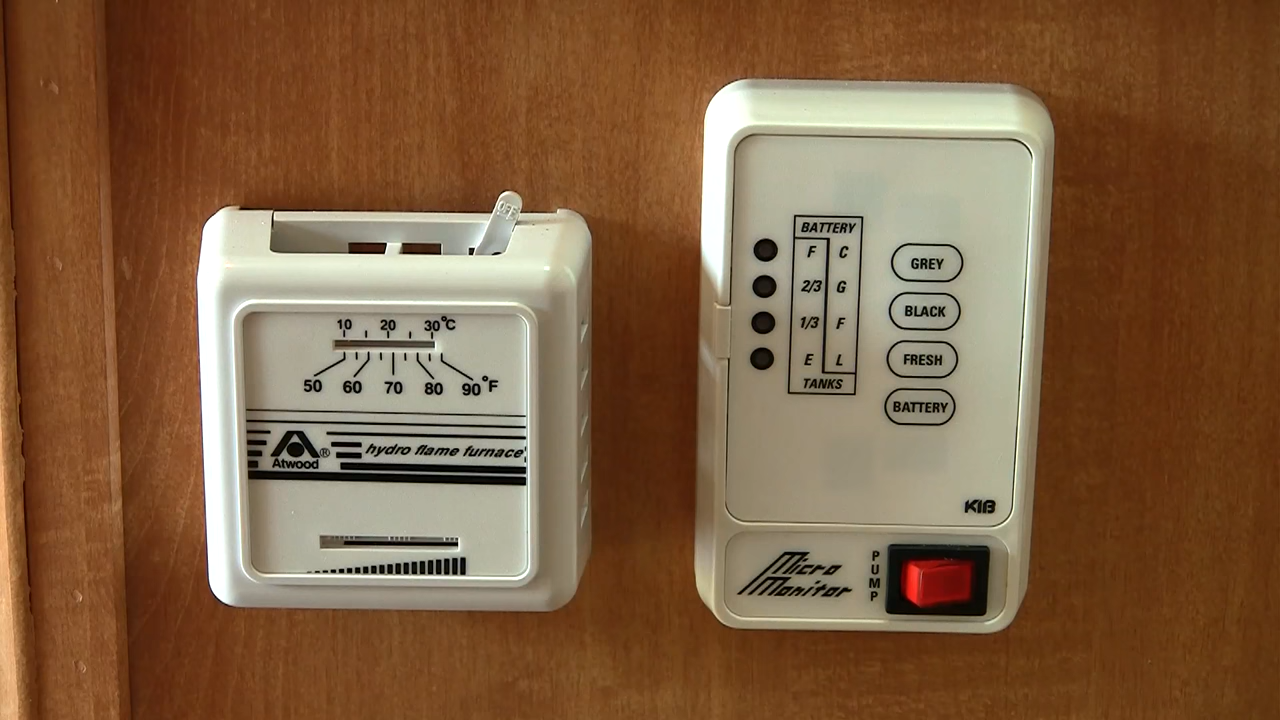 OFF
10 20 30°C
50 60 70 80 90°F
Atwood®
hydro flame furnace
BATTERY
F C
2/3 G
1/3 F
E L
TANKS
GREY
BLACK
FRESH
BATTERY
KIB
Micro
Monitor
PUMP